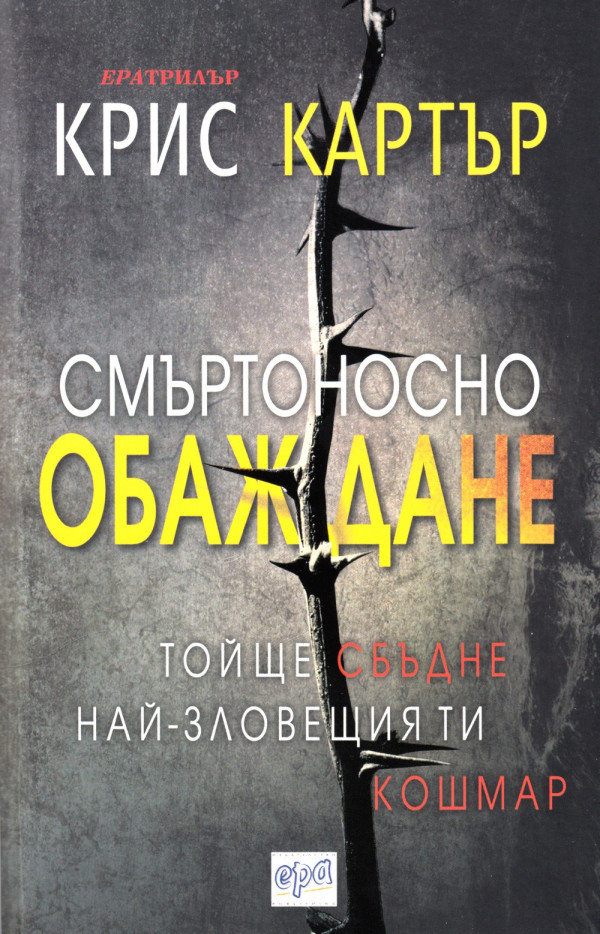 ЕРАТРИЛЪР
КРИС КАРТЪР
СМЪРТОНОСНО
ОБАЖДАНЕ
ТОЙ ЩЕ СБЪДНЕ
НАЙ-ЗЛОВЕЩИЯ ТИ
КОШМАР
ера